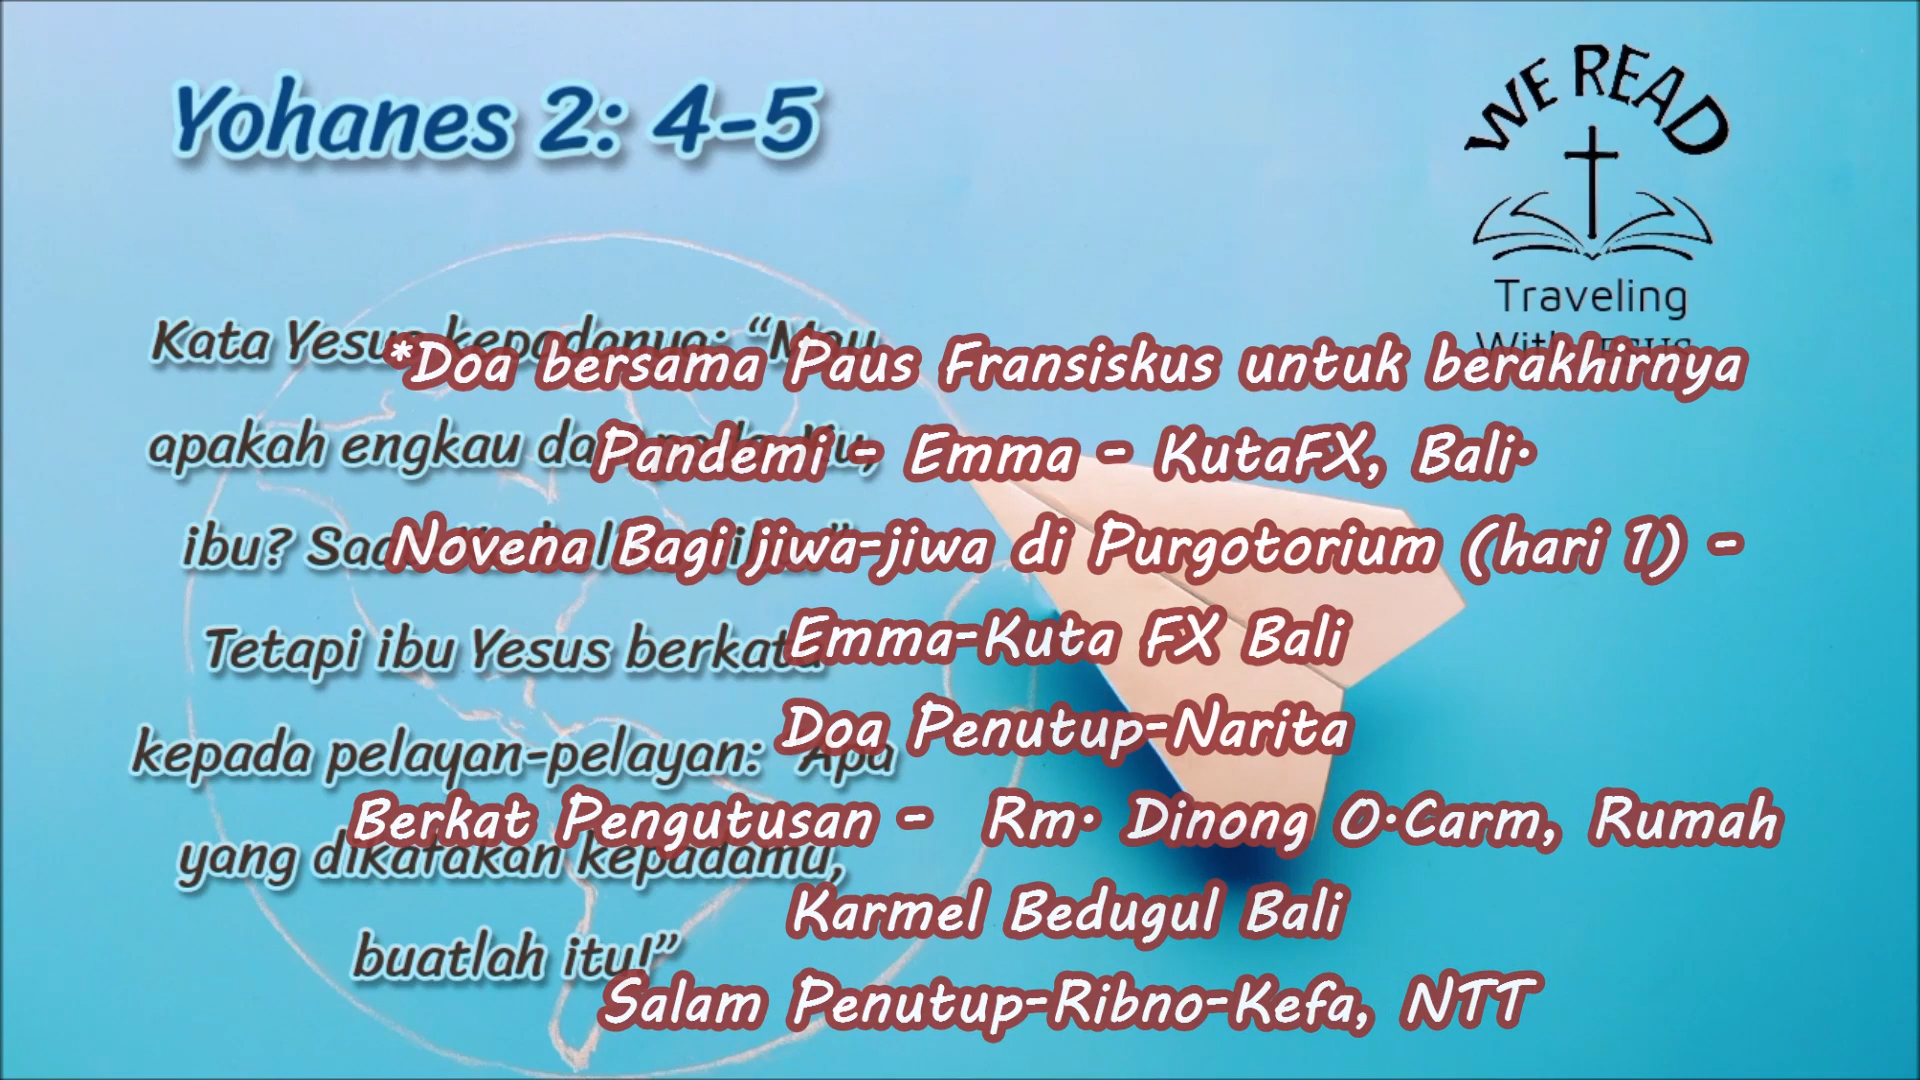 Yohanes 2: 4-5
WE READ
Traveling
Kata Yesus kepadanya: “Mau
apakah engkau
ibu?
Tetapi ibu Yesus berkata
kepada pelayan-pelayan: “Apa
yang dikatakan kepadamu,
buatlah itu!”
*Doa bersama Paus Fransiskus untuk berakhirnya
Pandemi - Emma - KutaFX, Bali.
Novena Bagi jiwa-jiwa di Purgotorium (hari 1) -
Emma-Kuta FX Bali
Doa Penutup-Narita
Berkat Pengutusan - Rm. Dinong O.Carm, Rumah
Karmel Bedugul Bali
Salam Penutup-Ribno-Kefa, NTT